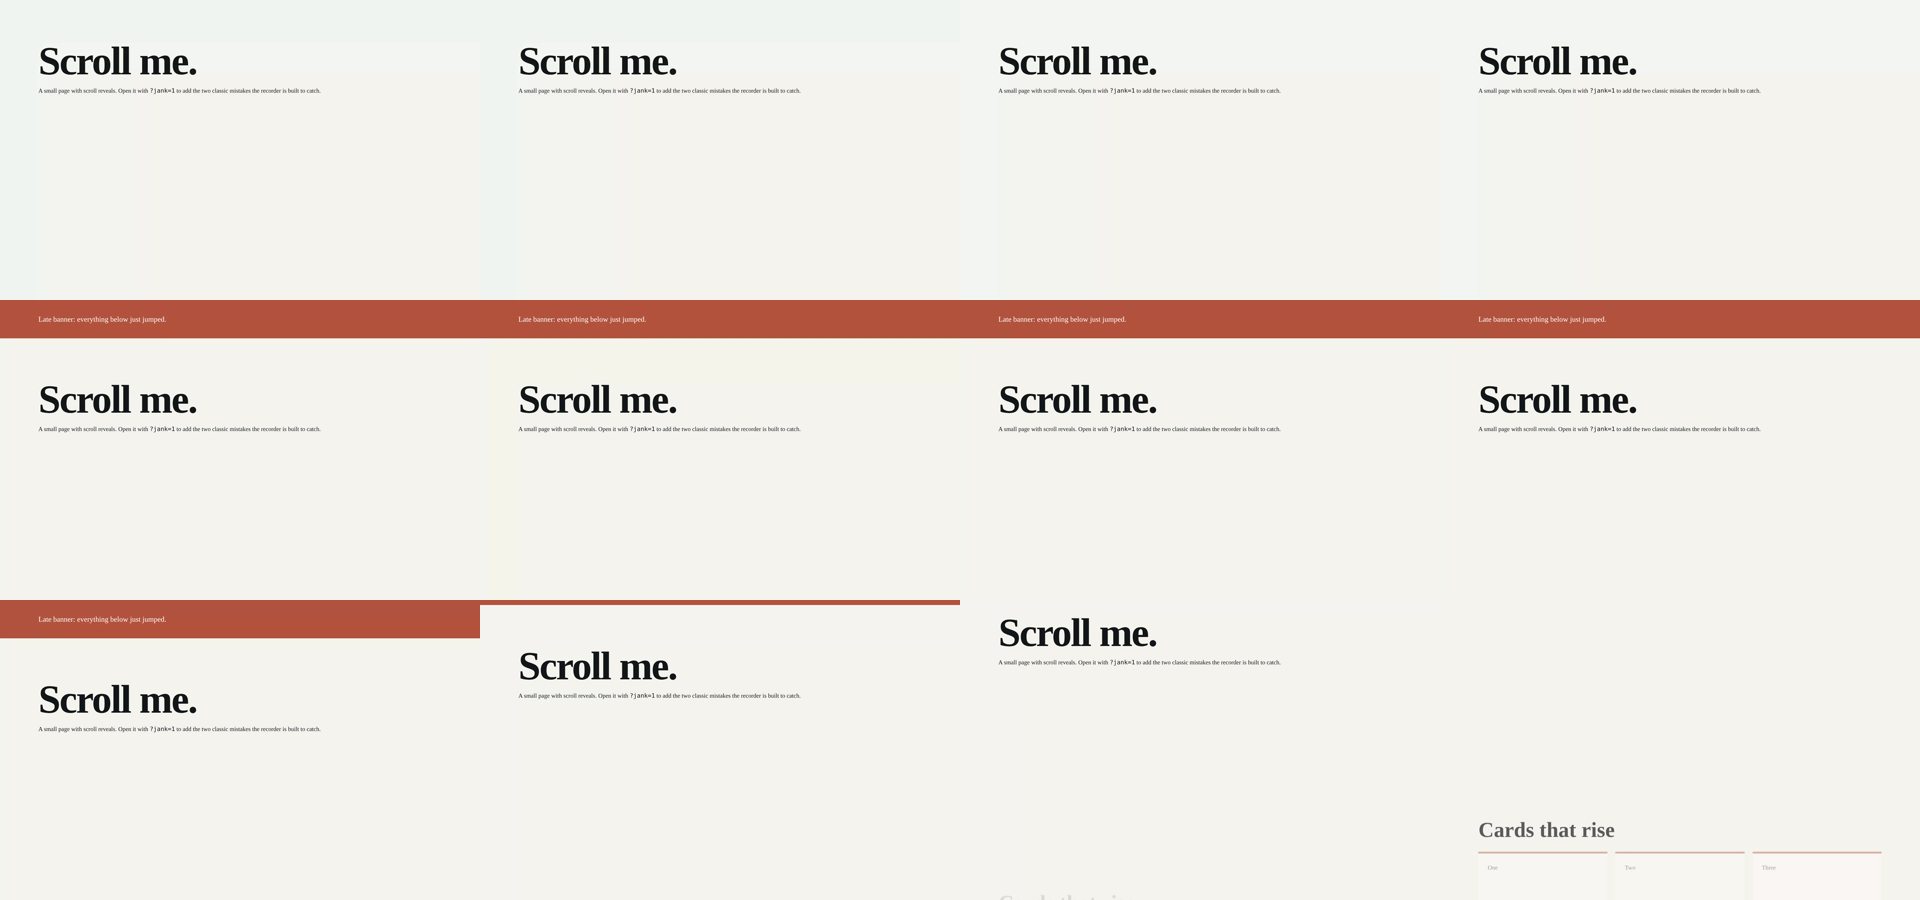 Scroll me.
A small page with scroll reveals. Open it with ?jank=1 to add the two classic mistakes the recorder is built to catch.
Scroll me.
A small page with scroll reveals. Open it with ?jank=1 to add the two classic mistakes the recorder is built to catch.
Scroll me.
A small page with scroll reveals. Open it with ?jank=1 to add the two classic mistakes the recorder is built to catch.
Scroll me.
A small page with scroll reveals. Open it with ?jank=1 to add the two classic mistakes the recorder is built to catch.
Late banner: everything below just jumped.
Scroll me.
A small page with scroll reveals. Open it with ?jank=1 to add the two classic mistakes the recorder is built to catch.
Late banner: everything below just jumped.
Scroll me.
A small page with scroll reveals. Open it with ?jank=1 to add the two classic mistakes the recorder is built to catch.
Late banner: everything below just jumped.
Scroll me.
A small page with scroll reveals. Open it with ?jank=1 to add the two classic mistakes the recorder is built to catch.
Late banner: everything below just jumped.
Scroll me.
A small page with scroll reveals. Open it with ?jank=1 to add the two classic mistakes the recorder is built to catch.
Late banner: everything below just jumped.
Scroll me.
A small page with scroll reveals. Open it with ?jank=1 to add the two classic mistakes the recorder is built to catch.
Scroll me.
A small page with scroll reveals. Open it with ?jank=1 to add the two classic mistakes the recorder is built to catch.
Scroll me.
A small page with scroll reveals. Open it with ?jank=1 to add the two classic mistakes the recorder is built to catch.
Cards that rise
One
Two
Three